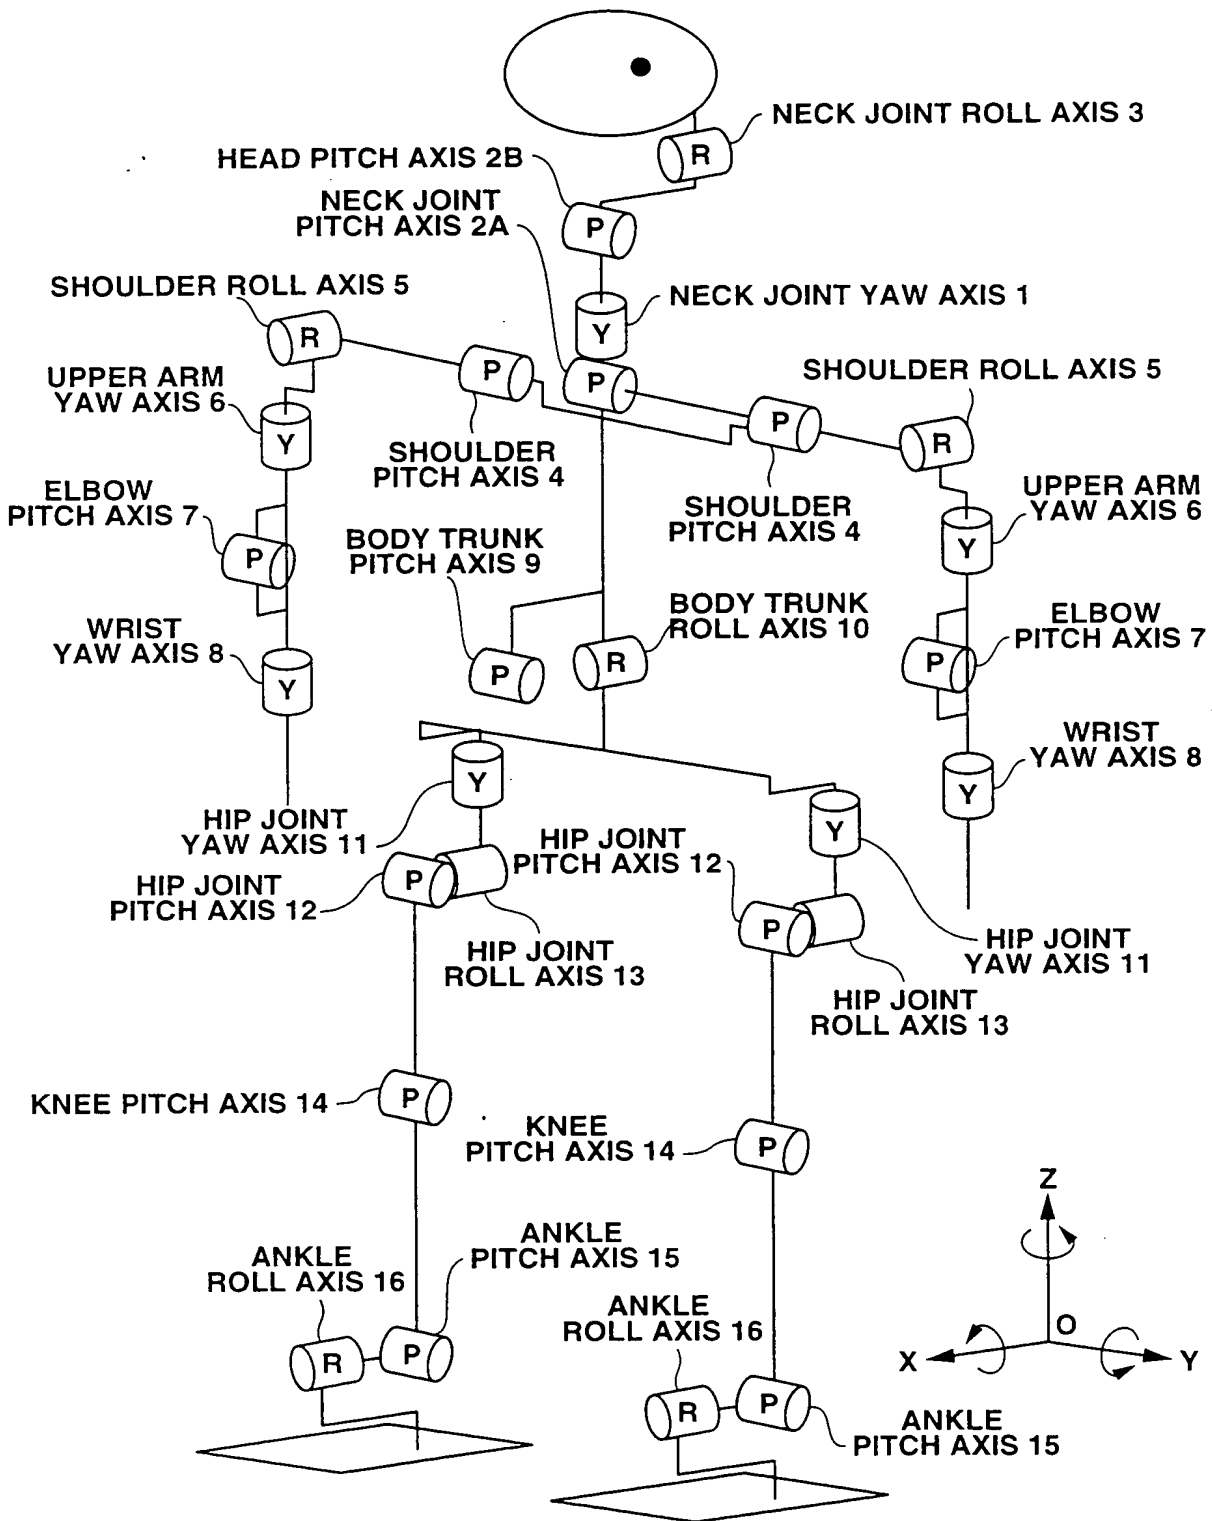 NECK JOINT ROLL AXIS 3
R
HEAD PITCH AXIS 2B
NECK JOINT
PITCH AXIS 2A
P
SHOULDER ROLL AXIS 5
NECK JOINT YAW AXIS 1
Y
R
UPPER ARM
YAW AXIS 6
P
P
SHOULDER ROLL AXIS 5
P
R
Y
SHOULDER
PITCH AXIS 4
ELBOW
PITCH AXIS 7
SHOULDER
PITCH AXIS 4
UPPER ARM
YAW AXIS 6
Y
P
BODY TRUNK
PITCH AXIS 9
BODY TRUNK
ROLL AXIS 10
WRIST
YAW AXIS 8
ELBOW
PITCH AXIS 7
P
R
P
Y
WRIST
YAW AXIS 8
Y
Y
Y
HIP JOINT
YAW AXIS 11
HIP JOINT
PITCH AXIS 12
HIP JOINT
PITCH AXIS 12
P
P
HIP JOINT
ROLL AXIS 13
HIP JOINT
YAW AXIS 11
HIP JOINT
ROLL AXIS 13
KNEE PITCH AXIS 14
P
KNEE
PITCH AXIS 14
P
Z
ANKLE
PITCH AXIS 15
ANKLE
ROLL AXIS 16
ANKLE
ROLL AXIS 16
O
X
Y
R
P
R
P
ANKLE
PITCH AXIS 15